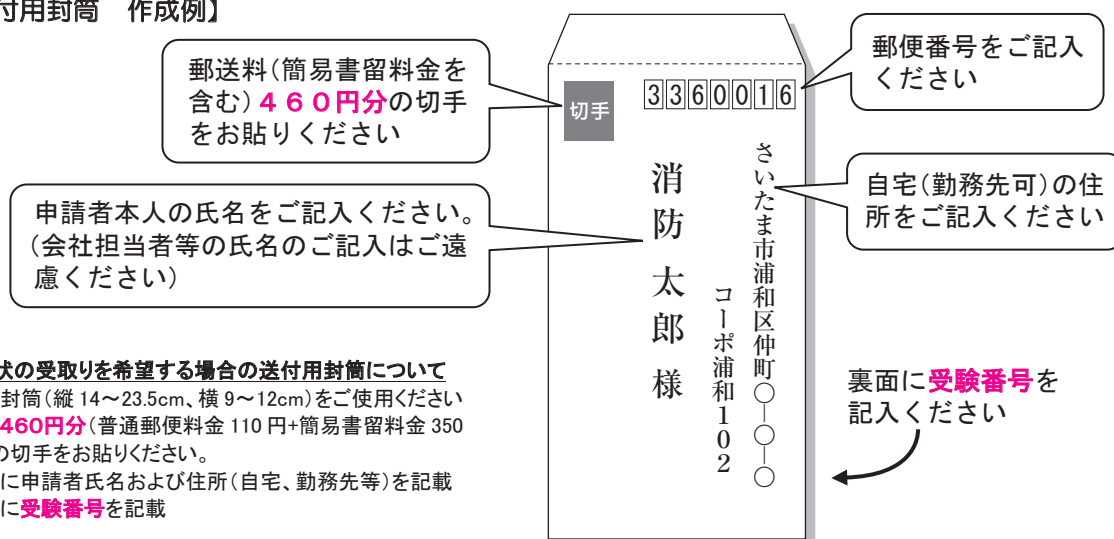 付用封筒　作成例】
郵送料（簡易書留料金を
含む）４６０円分の切手
をお貼りください
申請者本人の氏名をご記入ください。
（会社担当者等の氏名のご記入はご遠
慮ください）
切手
3360016
郵便番号をご記入
ください
自宅（勤務先可）の住
所をご記入ください
さいたま市浦和区仲町○－○－○
コーポ浦和102
消防太郎様
状の受取りを希望する場合の送付用封筒について
封筒（縦 14～23.5cm、横 9～12cm）をご使用ください
460円分（普通郵便料金 110 円+簡易書留料金 350
の切手をお貼りください。
に申請者氏名および住所（自宅、勤務先等）を記載
に受験番号を記載
裏面に受験番号を
記入ください